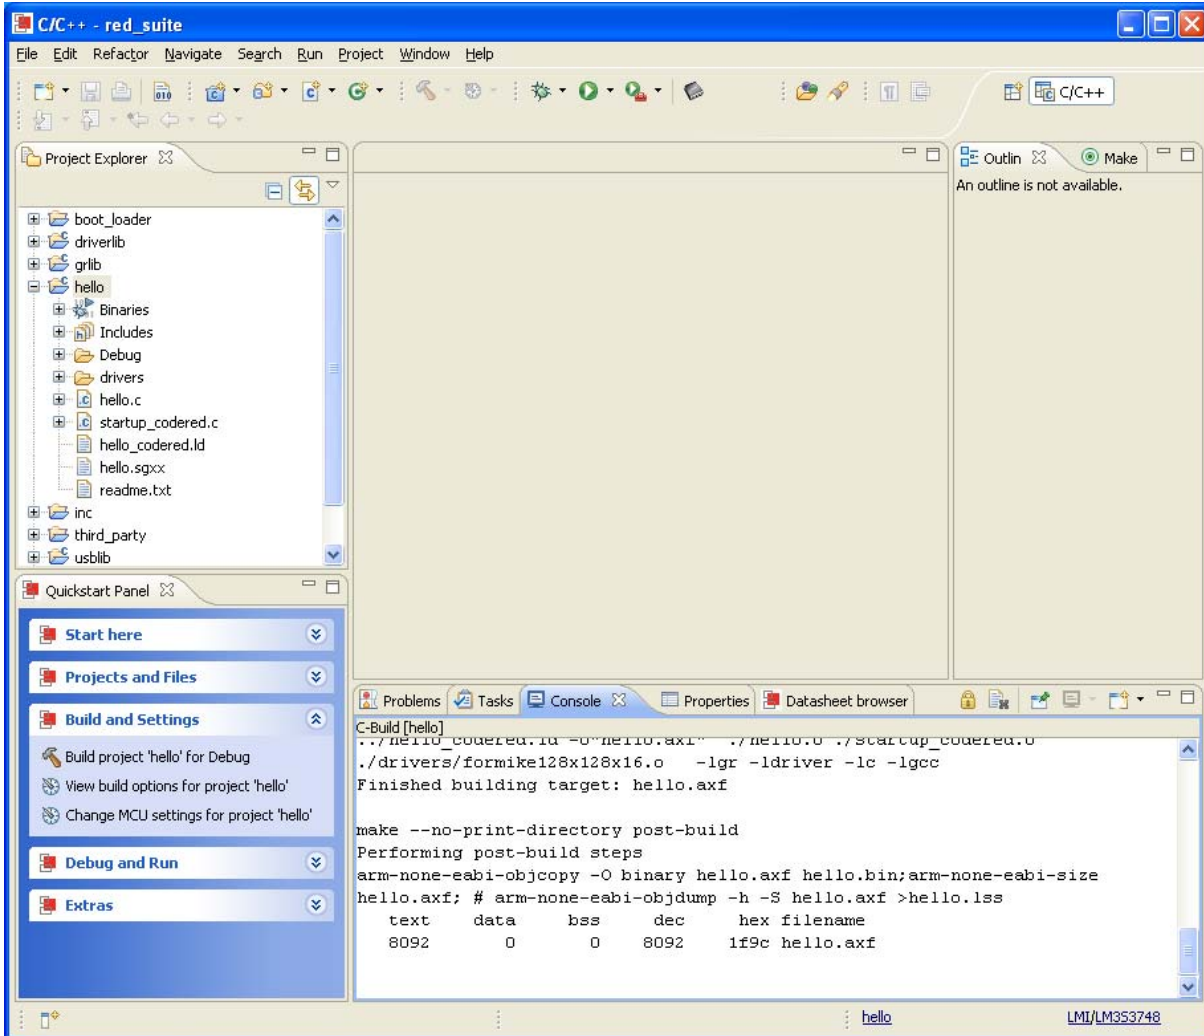 C/C++ - red_suite
File Edit Refactor Navigate Search Run Project Window Help
010
C/C++
Project Explorer
boot_loader
driverlib
grlib
hello
Binaries
Includes
Debug
drivers
hello.c
startup_codered.c
hello_codered.ld
hello.sgxx
readme.txt
inc
third_party
usblib
Outlin Make
An outline is not available.
Quickstart Panel
Start here
Projects and Files
Build and Settings
Build project 'hello' for Debug
View build options for project 'hello'
Change MCU settings for project 'hello'
Debug and Run
Extras
Problems Tasks Console Properties Datasheet browser
C-Build [hello]
../hello_codered.ld -o"hello.axf" ./hello.o ./startup_codered.o
./drivers/formike128x128x16.o -lgr -ldriver -lc -lgcc
Finished building target: hello.axf
make --no-print-directory post-build
Performing post-build steps
arm-none-eabi-objcopy -O binary hello.axf hello.bin;arm-none-eabi-size
hello.axf; # arm-none-eabi-objdump -h -S hello.axf >hello.lss
text data bss dec hex filename
8092 0 0 8092 1f9c hello.axf
hello LMI/LM3S3748